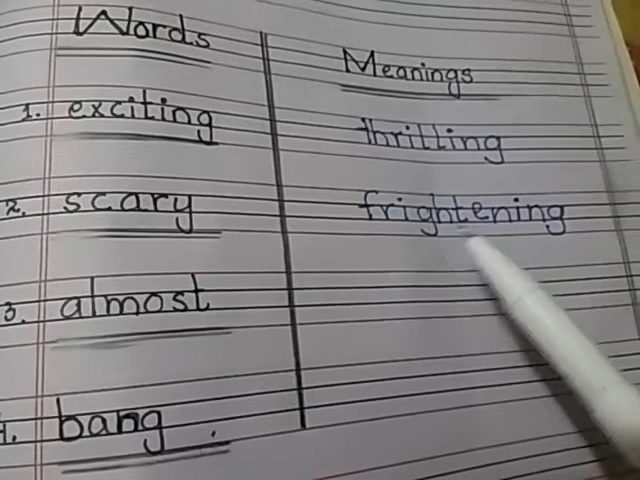 Words Meanings
1. exciting thrilling
2. scary frightening
3. almost
4. bang.